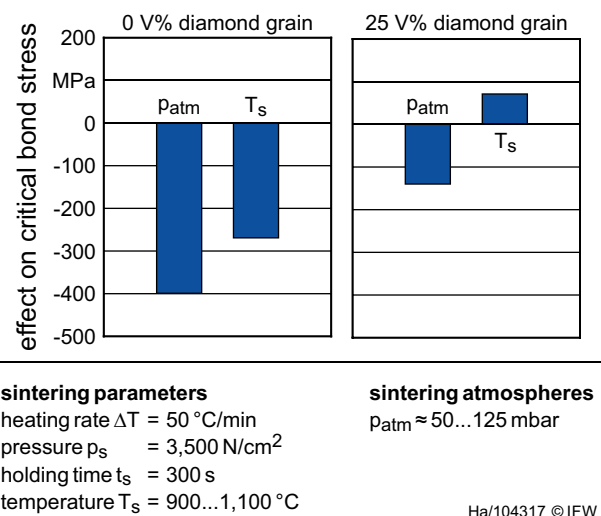 0 V% diamond grain
25 V% diamond grain
effect on critical bond stress
200
MPa
0
-100
-200
-300
-400
-500
patm
Ts
patm
Ts
sintering parameters
heating rate ΔT = 50 °C/min
pressure ps = 3,500 N/cm2
holding time ts = 300 s
temperature Ts = 900...1,100 °C
sintering atmospheres
patm ≈ 50...125 mbar
Ha/104317 © IFW